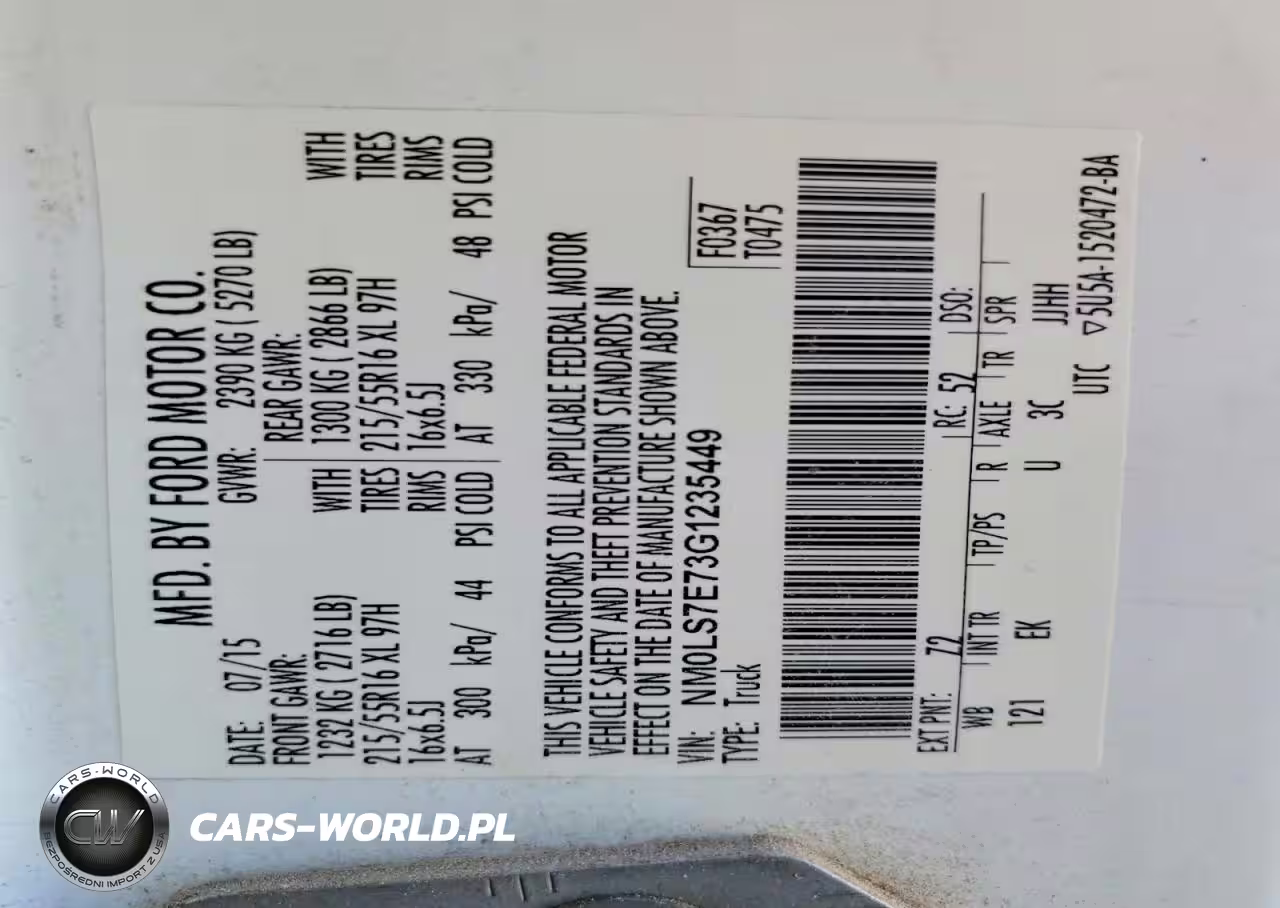 MFD. BY FORD MOTOR CO.
DATE: 07/15 GVWR: 2390 KG ( 5270 LB)
FRONT GAWR: REAR GAWR:
1232 KG ( 2716 LB) WITH 1300 KG ( 2866 LB) WITH
215/55R16 XL 97H TIRES 215/55R16 XL 97H TIRES
16x6.5J RIMS 16x6.5J RIMS
AT 300 kPa/ 44 PSI COLD AT 330 kPa/ 48 PSI COLD
THIS VEHICLE CONFORMS TO ALL APPLICABLE FEDERAL MOTOR
VEHICLE SAFETY AND THEFT PREVENTION STANDARDS IN
EFFECT ON THE DATE OF MANUFACTURE SHOWN ABOVE.
VIN: NM0LS7E73G1235449 F0367
TYPE: Truck T0475
EXT PNT: Z2 RC: 52 DSO:
WB INT TR TP/PS R AXLE TR SPR
121 EK U 3C JJHH
UTC ▽5U5A-1520472-BA
CARS-WORLD
CW
BEZPOŚREDNI IMPORT Z USA
CARS-WORLD.PL